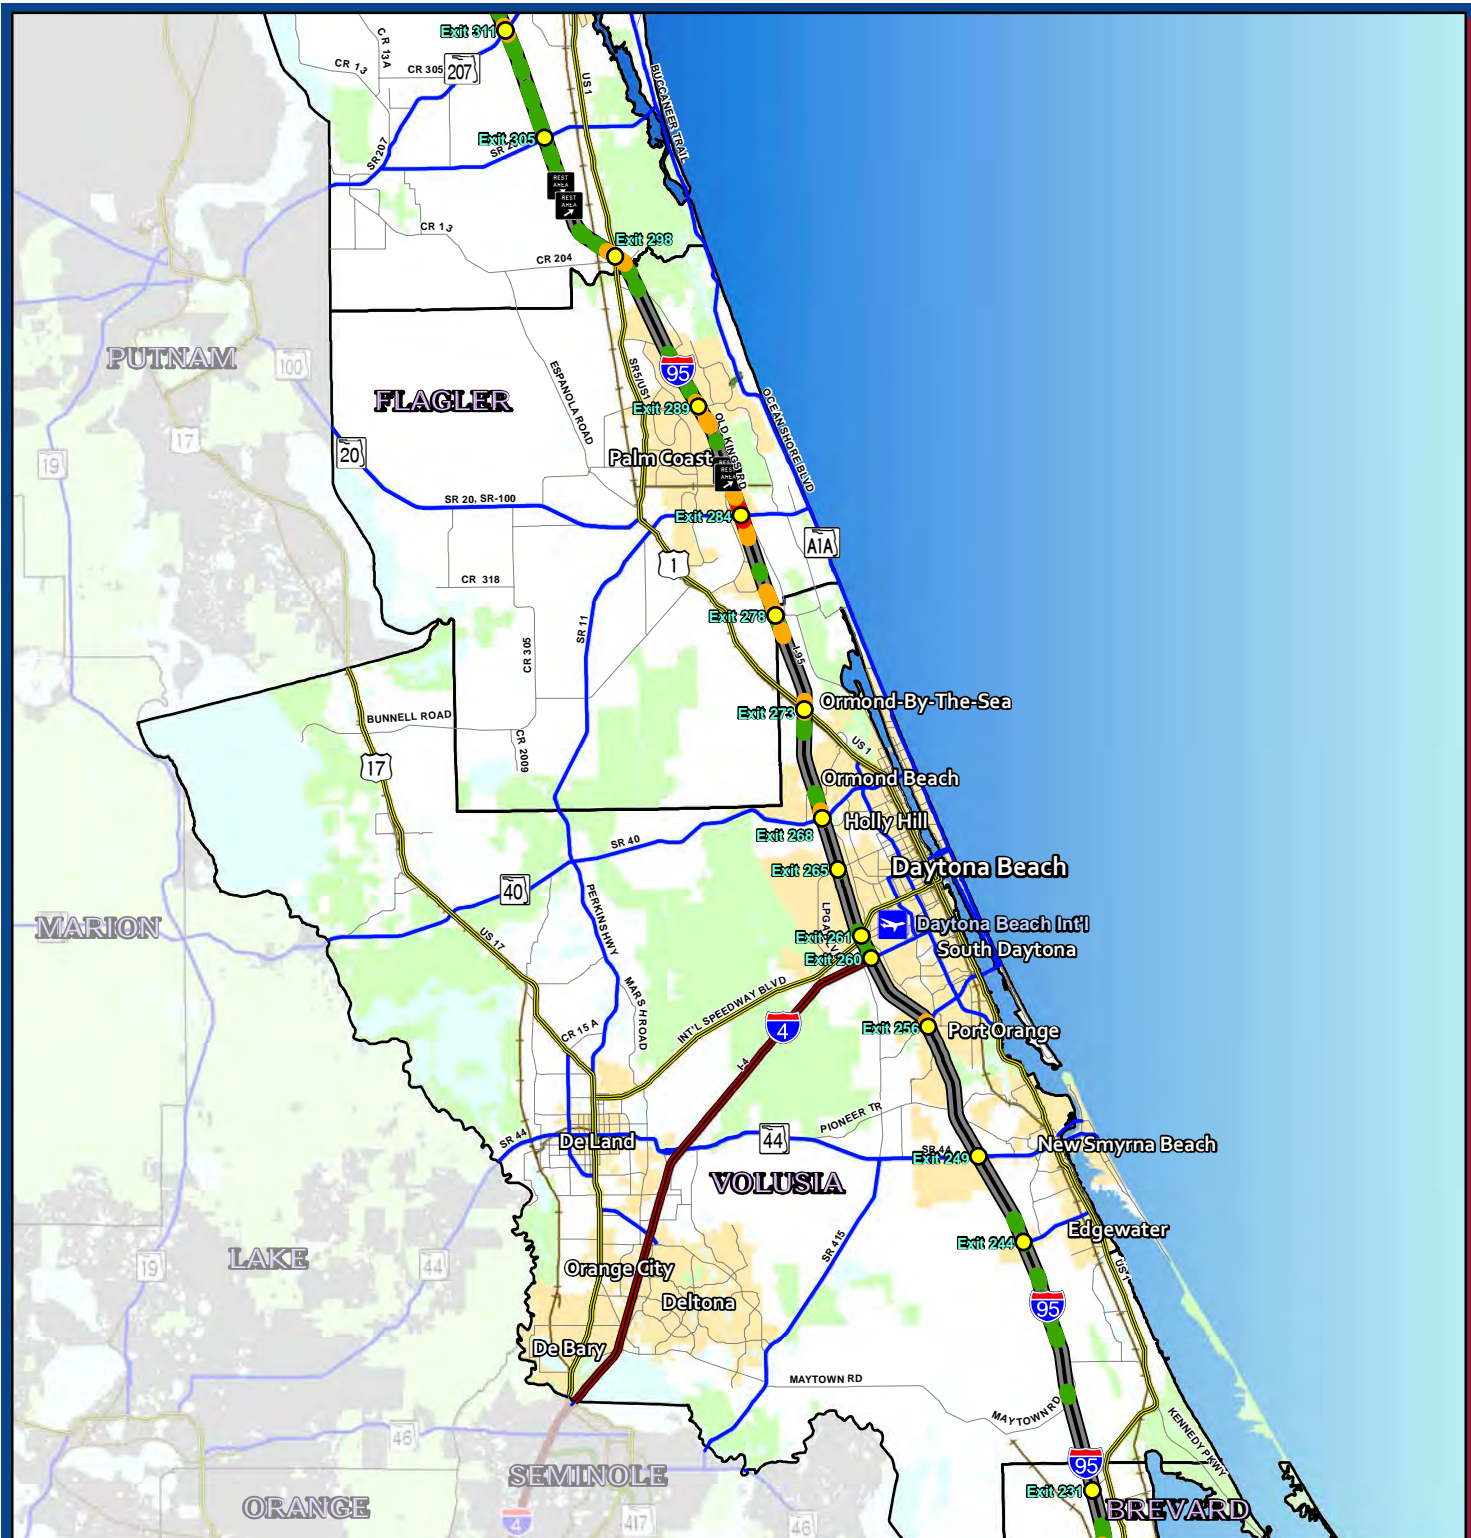 Exit 311
CR 13A
CR 13
CR 305
207
US 1
BUCCANEER TRAIL
Exit 305
SR207
REST
AREA
REST
AREA
CR 13
Exit 298
CR 204
PUTNAM
100
95
FLAGLER
ESPANOLA ROAD
SR5/US1
Exit 289
OCEAN SHORE BLVD
OLD KINGS RD
17
19
20
Palm Coast
REST
AREA
SR 20, SR-100
Exit 284
A1A
1
CR 318
Exit 278
SR 11
CR 305
I-95
Ormond-By-The-Sea
Exit 273
BUNNELL ROAD
CR 2009
US 1
17
Ormond Beach
Holly Hill
Exit 268
SR 40
Exit 265
Daytona Beach
40
PERKINS HWY
MARION
US 17
Daytona Beach Int'l
Exit 261
South Daytona
Exit 260
MARSH ROAD
INT'L SPEEDWAY BLVD
4
CR 15A
Exit 256
Port Orange
I-4
PIONEER TR
SR 44
De Land
44
SR 44
Exit 249
New Smyrna Beach
VOLUSIA
Edgewater
LAKE
19
44
Exit 244
SR 415
US 1
Orange City
Deltona
95
De Bary
MAYTOWN RD
MAYTOWN RD
KENNEDY PKWY
46
95
SEMINOLE
Exit 231
ORANGE
BREVARD
4
417
46